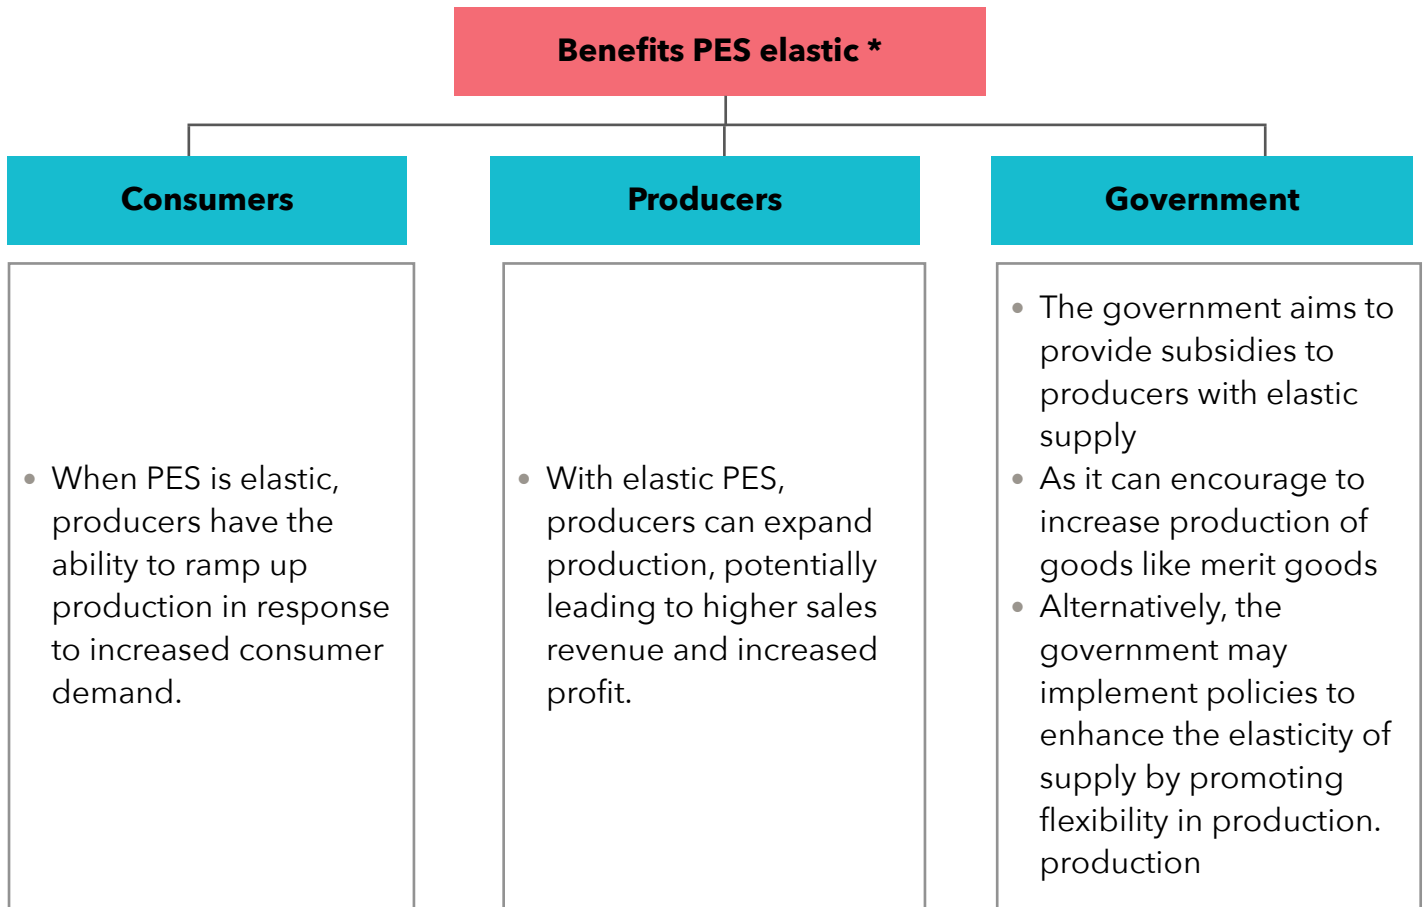 Benefits PES elastic *
Consumers
Producers
Government
• When PES is elastic,
producers have the
ability to ramp up
production in response
to increased consumer
demand.
• With elastic PES,
producers can expand
production, potentially
leading to higher sales
revenue and increased
profit.
• The government aims to
provide subsidies to
producers with elastic
supply
• As it can encourage to
increase production of
goods like merit goods
• Alternatively, the
government may
implement policies to
enhance the elasticity of
supply by promoting
flexibility in production.
production